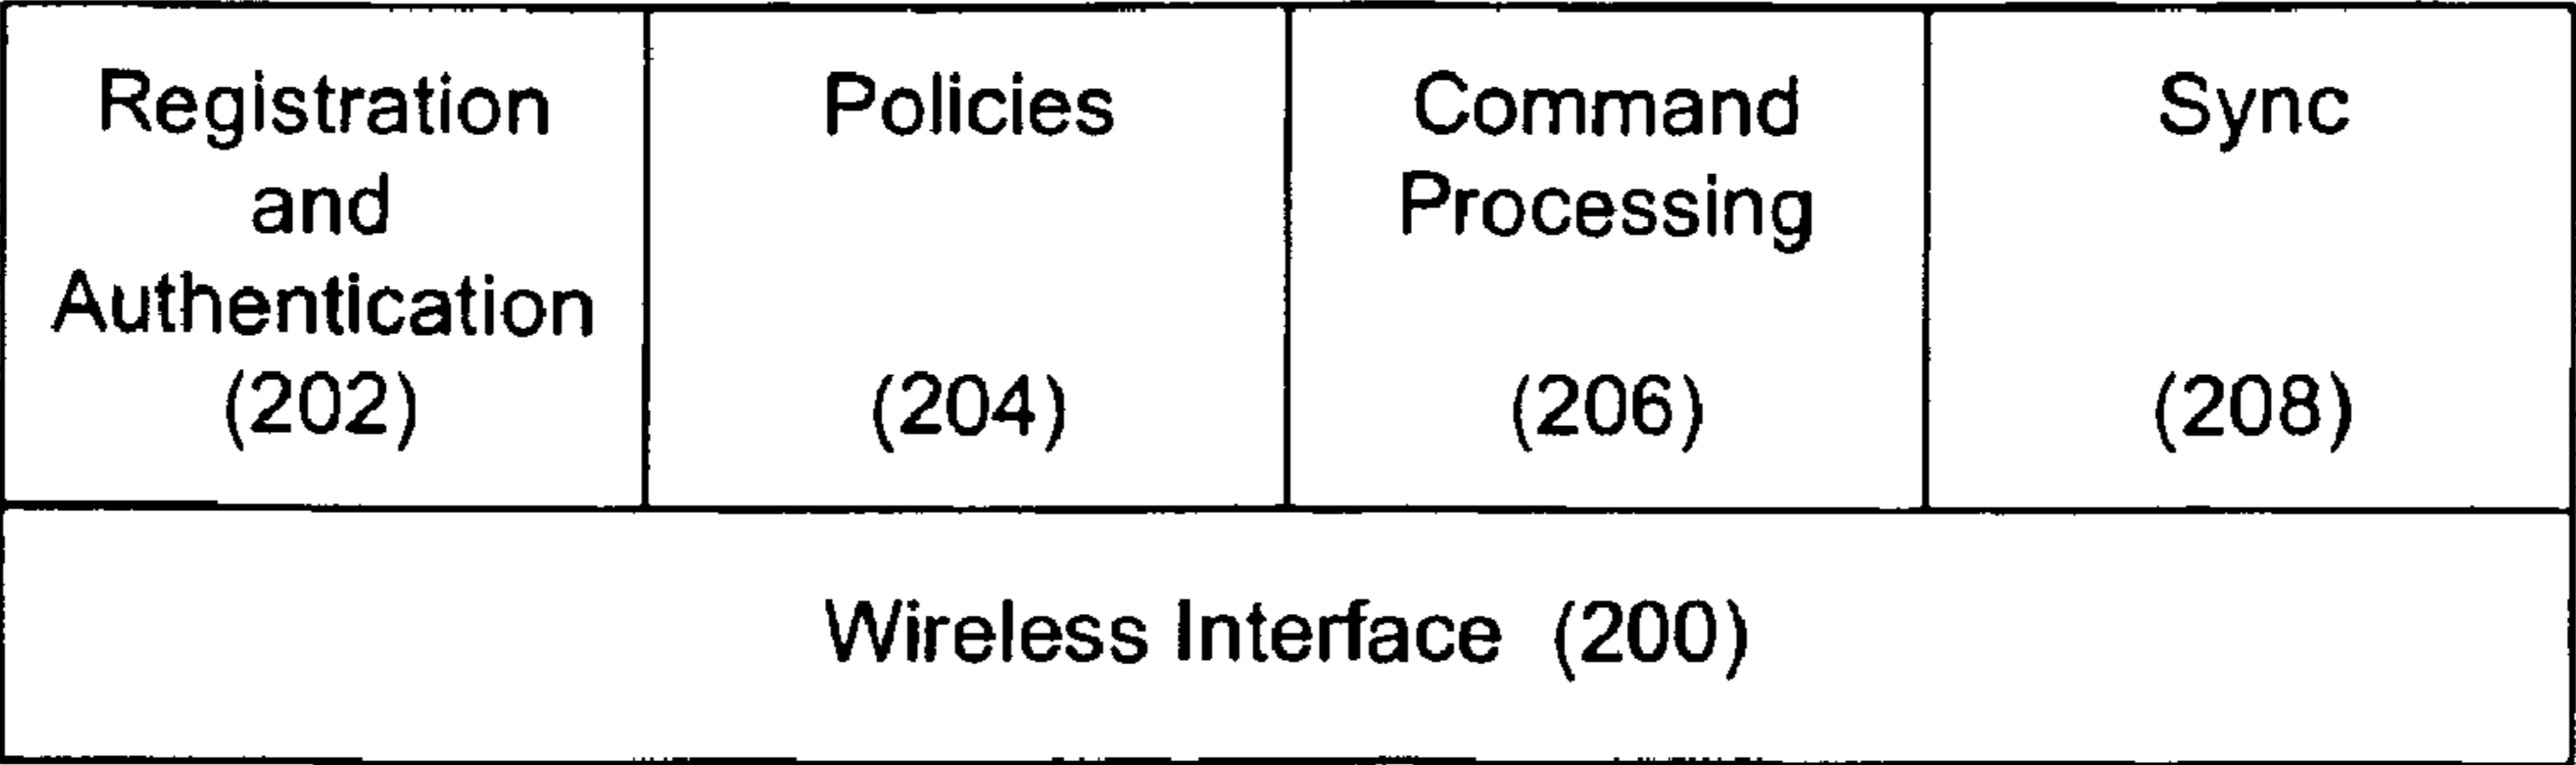 Registration
and
Authentication
(202)
Policies
(204)
Command
Processing
(206)
Sync
(208)
Wireless Interface (200)